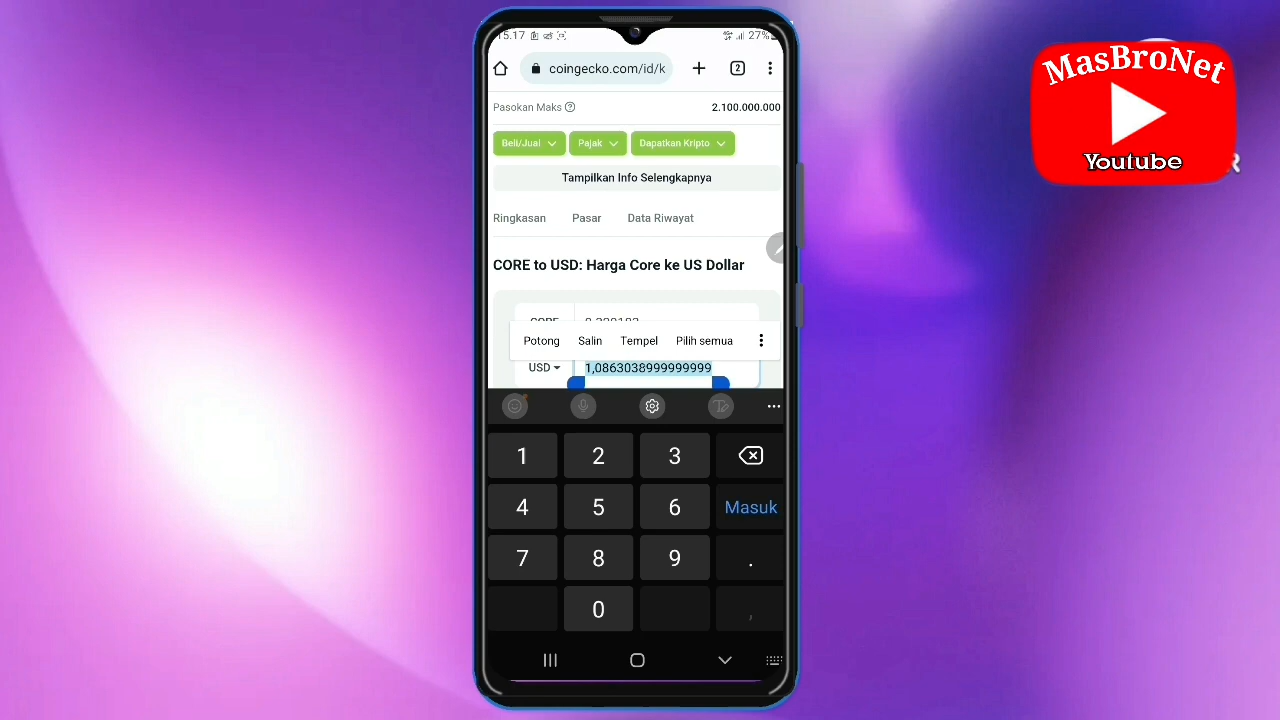 15.17
27%
coingecko.com/id/k
2
Pasokan Maks
2.100.000.000
Beli/Jual
Pajak
Dapatkan Kripto
Tampilkan Info Selengkapnya
Ringkasan
Pasar
Data Riwayat
CORE to USD: Harga Core ke US Dollar
Potong
Salin
Tempel
Pilih semua
USD
1,0863038999999999
1
2
3
4
5
6
Masuk
7
8
9
.
0
,
MasBroNet
Youtube